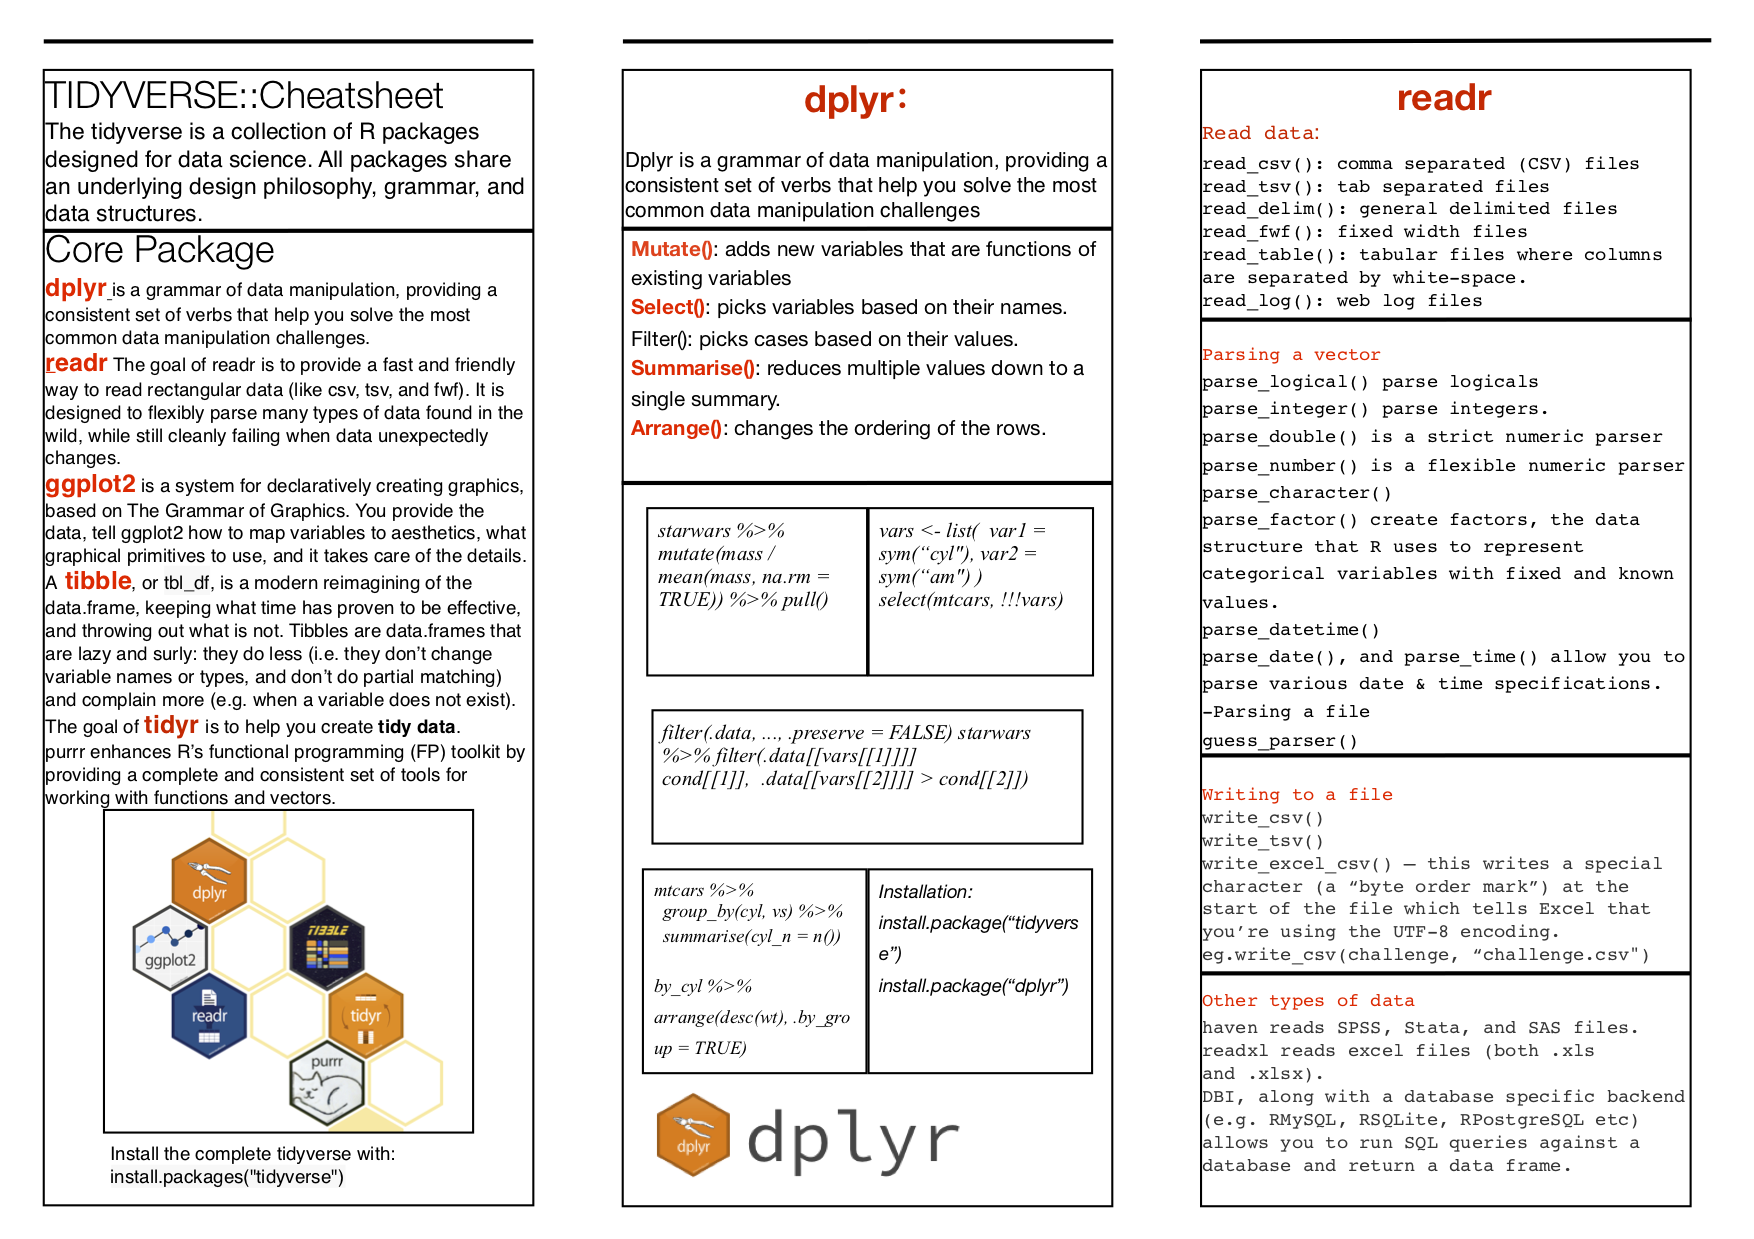 TIDYVERSE::Cheatsheet
The tidyverse is a collection of R packages
designed for data science. All packages share
an underlying design philosophy, grammar, and
data structures.
Core Package
dplyr is a grammar of data manipulation, providing a
consistent set of verbs that help you solve the most
common data manipulation challenges.
readr The goal of readr is to provide a fast and friendly
way to read rectangular data (like csv, tsv, and fwf). It is
designed to flexibly parse many types of data found in the
wild, while still cleanly failing when data unexpectedly
changes.
ggplot2 is a system for declaratively creating graphics,
based on The Grammar of Graphics. You provide the
data, tell ggplot2 how to map variables to aesthetics, what
graphical primitives to use, and it takes care of the details.
A tibble, or tbl_df, is a modern reimagining of the
data.frame, keeping what time has proven to be effective,
and throwing out what is not. Tibbles are data.frames that
are lazy and surly: they do less (i.e. they don’t change
variable names or types, and don’t do partial matching)
and complain more (e.g. when a variable does not exist).
The goal of tidyr is to help you create tidy data.
purrr enhances R’s functional programming (FP) toolkit by
providing a complete and consistent set of tools for
working with functions and vectors.
dplyr
ggplot2
TIBBLE
readr
tidyr
purrr
Install the complete tidyverse with:
install.packages("tidyverse")
dplyr:
Dplyr is a grammar of data manipulation, providing a
consistent set of verbs that help you solve the most
common data manipulation challenges
Mutate(): adds new variables that are functions of
existing variables
Select(): picks variables based on their names.
Filter(): picks cases based on their values.
Summarise(): reduces multiple values down to a
single summary.
Arrange(): changes the ordering of the rows.
starwars %>%
mutate(mass /
mean(mass, na.rm =
TRUE)) %>% pull()
vars <- list( var1 =
sym(“cyl"), var2 =
sym(“am") )
select(mtcars, !!!vars)
filter(.data, ..., .preserve = FALSE) starwars
%>% filter(.data[[vars[[1]]]]
cond[[1]], .data[[vars[[2]]]] > cond[[2]])
mtcars %>%
group_by(cyl, vs) %>%
summarise(cyl_n = n())
by_cyl %>%
arrange(desc(wt), .by_gro
up = TRUE)
Installation:
install.package(“tidyvers
e”)
install.package(“dplyr”)
dplyr
dplyr
readr
Read data:
read_csv(): comma separated (CSV) files
read_tsv(): tab separated files
read_delim(): general delimited files
read_fwf(): fixed width files
read_table(): tabular files where columns
are separated by white-space.
read_log(): web log files
Parsing a vector
parse_logical() parse logicals
parse_integer() parse integers.
parse_double() is a strict numeric parser
parse_number() is a flexible numeric parser
parse_character()
parse_factor() create factors, the data
structure that R uses to represent
categorical variables with fixed and known
values.
parse_datetime()
parse_date(), and parse_time() allow you to
parse various date & time specifications.
-Parsing a file
guess_parser()
Writing to a file
write_csv()
write_tsv()
write_excel_csv() — this writes a special
character (a “byte order mark”) at the
start of the file which tells Excel that
you’re using the UTF-8 encoding.
eg.write_csv(challenge, “challenge.csv")
Other types of data
haven reads SPSS, Stata, and SAS files.
readxl reads excel files (both .xls
and .xlsx).
DBI, along with a database specific backend
(e.g. RMySQL, RSQLite, RPostgreSQL etc)
allows you to run SQL queries against a
database and return a data frame.